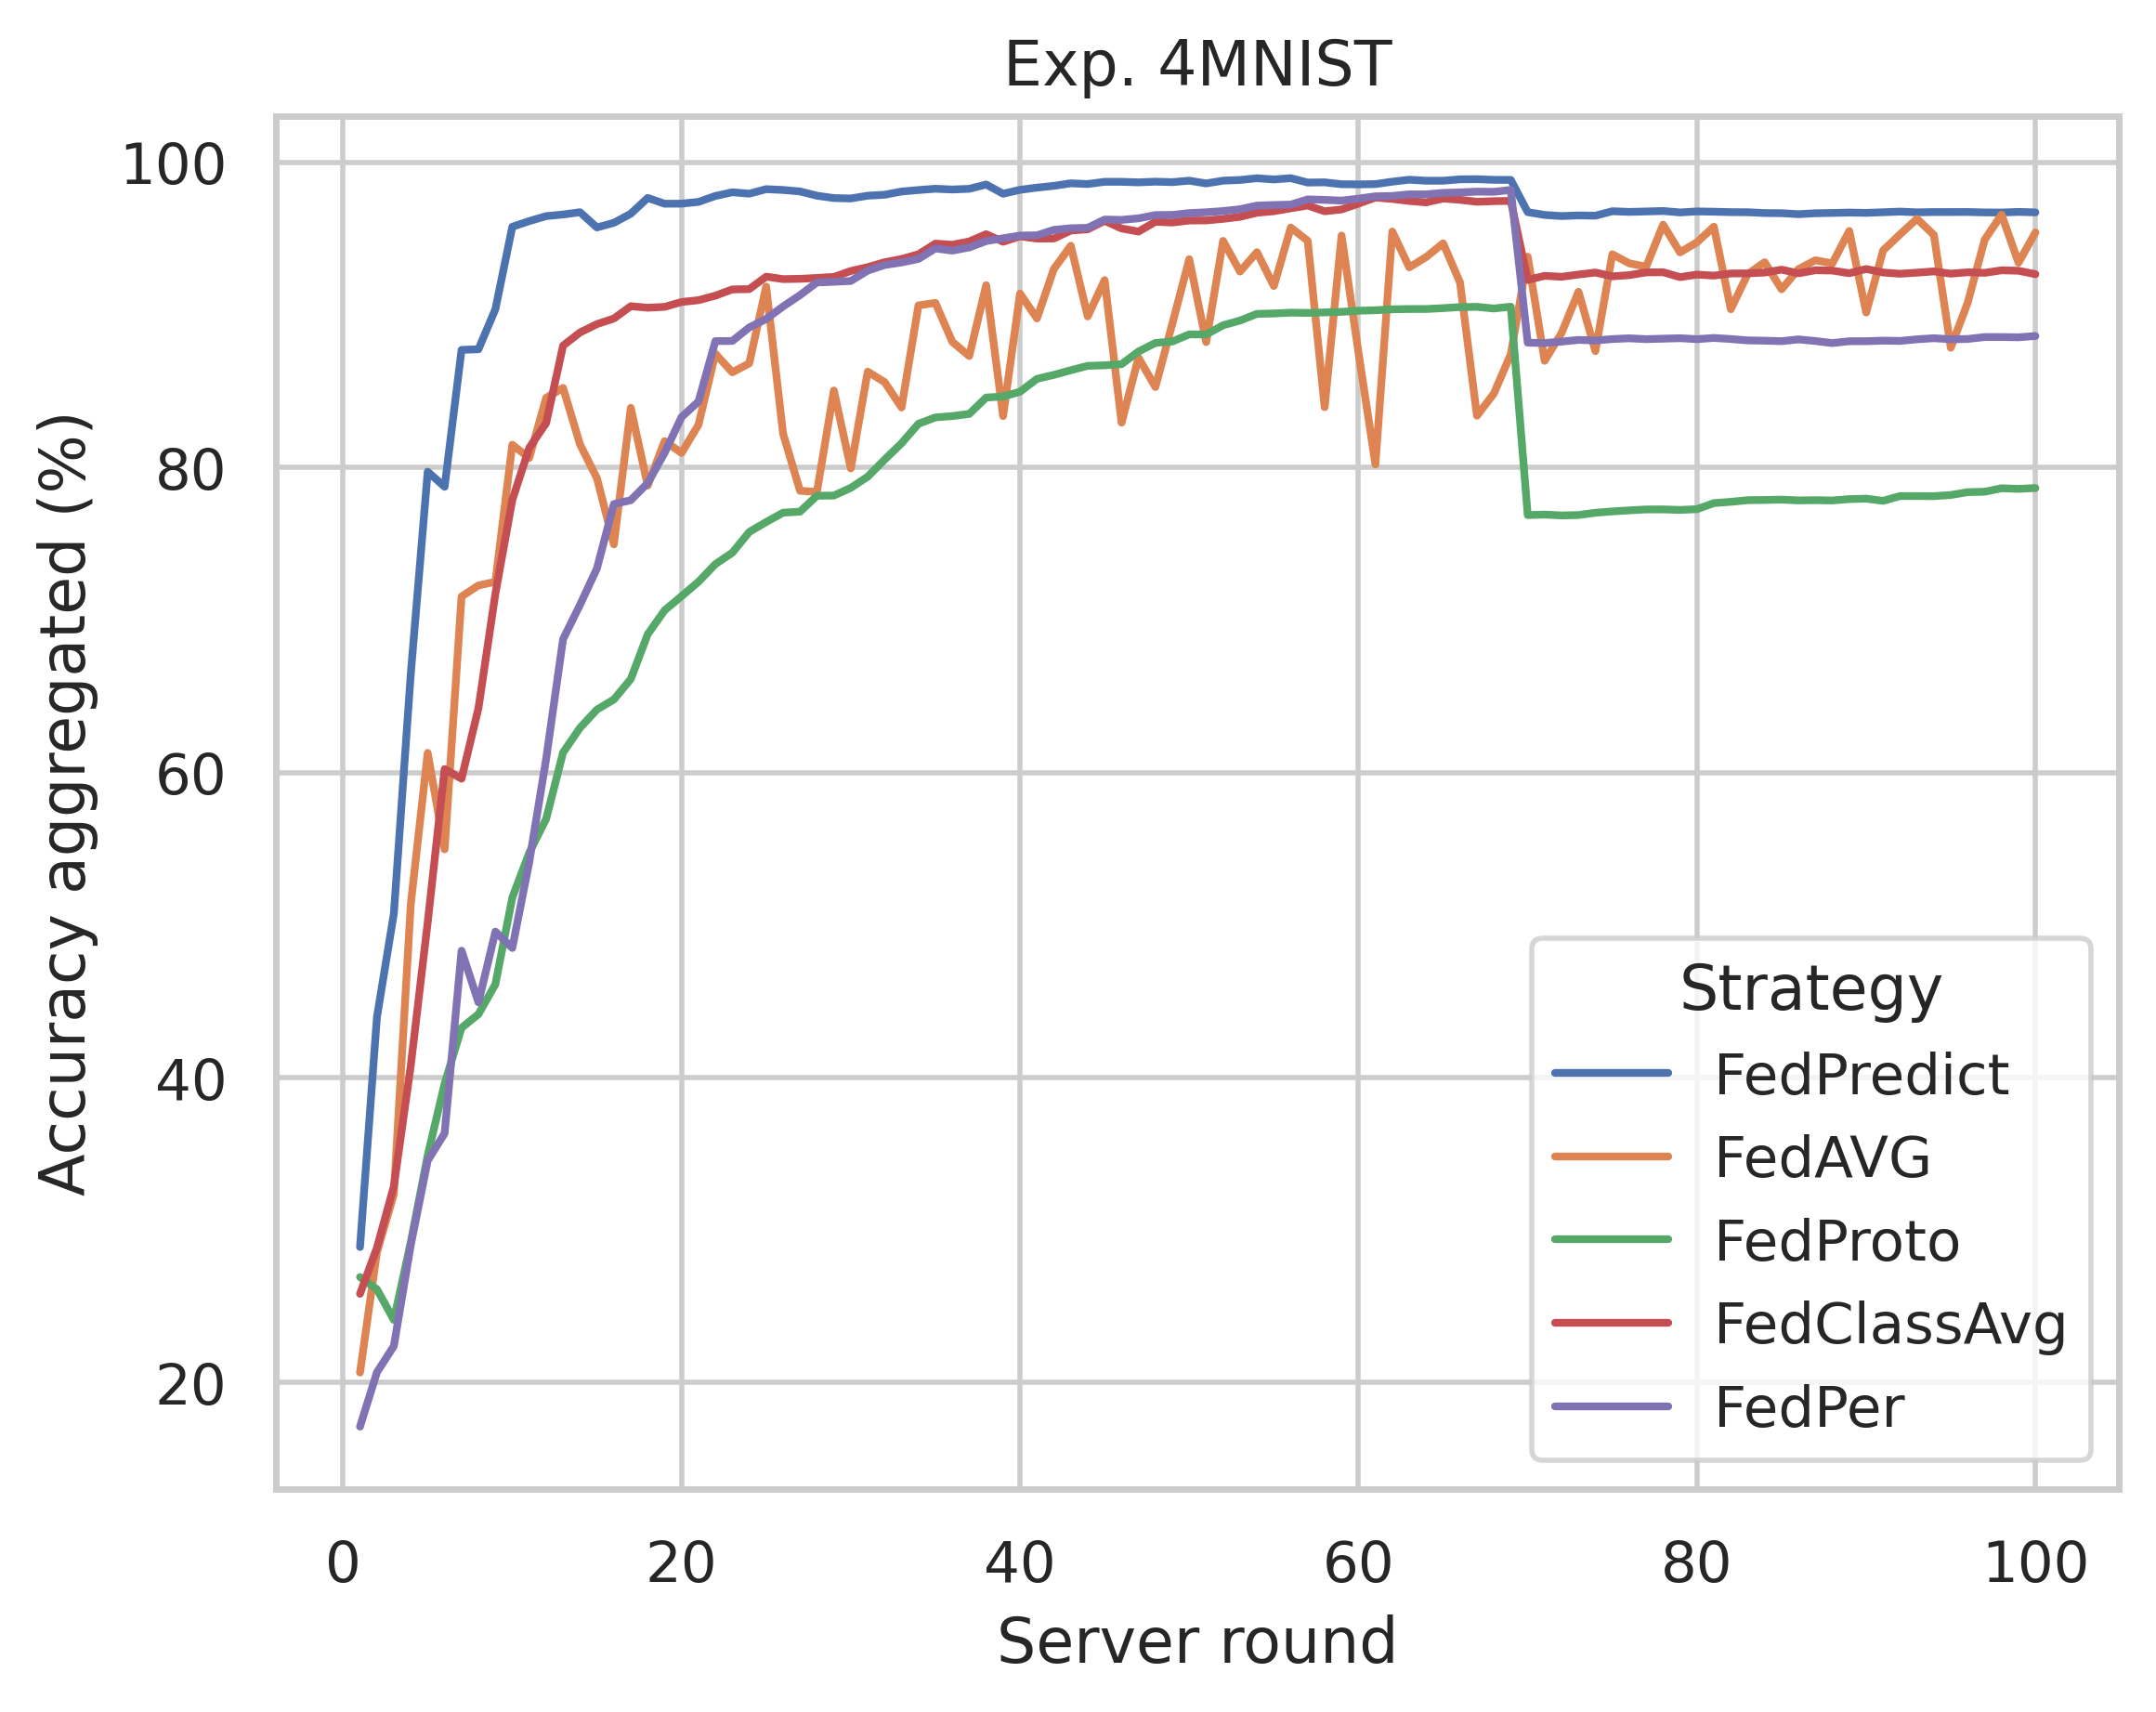 Exp. 4MNIST
100
80
60
40
20
Accuracy aggregated (%)
0 20 40 60 80 100
Server round
Strategy
FedPredict
FedAVG
FedProto
FedClassAvg
FedPer